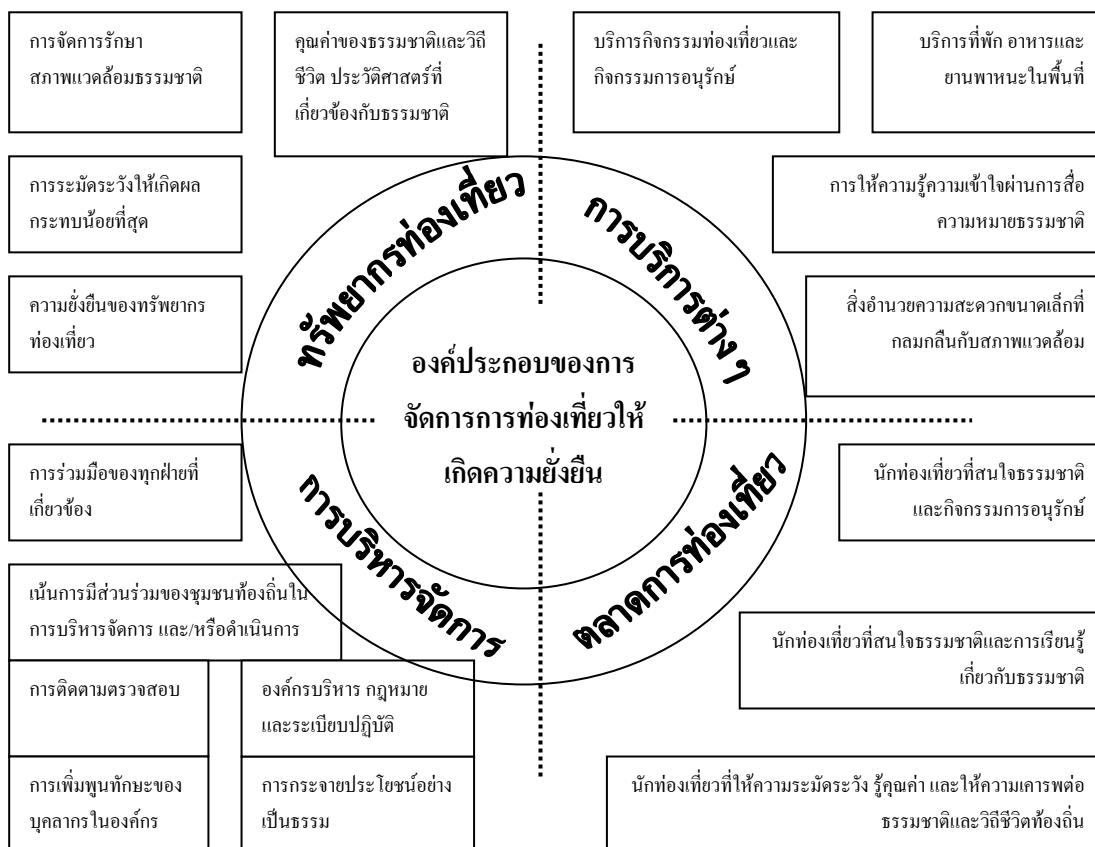 การจัดการรักษา
สภาพแวดล้อมธรรมชาติ
คุณค่าของธรรมชาติและวิถี
ชีวิต ประวัติศาสตร์ที่
เกี่ยวข้องกับธรรมชาติ
บริการกิจกรรมท่องเที่ยวและ
กิจกรรมการอนุรักษ์
บริการที่พัก อาหารและ
ยานพาหนะในพื้นที่
การระมัดระวังให้เกิดผล
กระทบน้อยที่สุด
การให้ความรู้ความเข้าใจผ่านการสื่อ
ความหมายธรรมชาติ
ความยั่งยืนของทรัพยากร
ท่องเที่ยว
สิ่งอำนวยความสะดวกขนาดเล็กที่
กลมกลืนกับสภาพแวดล้อม
ทรัพยากรท่องเที่ยว
การบริการต่างๆ
องค์ประกอบของการ
จัดการการท่องเที่ยวให้
เกิดความยั่งยืน
การบริหารจัดการ
ตลาดการท่องเที่ยว
การร่วมมือของทุกฝ่ายที่
เกี่ยวข้อง
นักท่องเที่ยวที่สนใจธรรมชาติ
และกิจกรรมการอนุรักษ์
เน้นการมีส่วนร่วมของชุมชนท้องถิ่นใน
การบริหารจัดการ และ/หรือดำเนินการ
นักท่องเที่ยวที่สนใจธรรมชาติและการเรียนรู้
เกี่ยวกับธรรมชาติ
การติดตามตรวจสอบ
องค์กรบริหาร กฎหมาย
และระเบียบปฏิบัติ
การเพิ่มพูนทักษะของ
บุคลากรในองค์กร
การกระจายประโยชน์อย่าง
เป็นธรรม
นักท่องเที่ยวที่ให้ความระมัดระวัง รู้คุณค่า และให้ความเคารพต่อ
ธรรมชาติและวิถีชีวิตท้องถิ่น